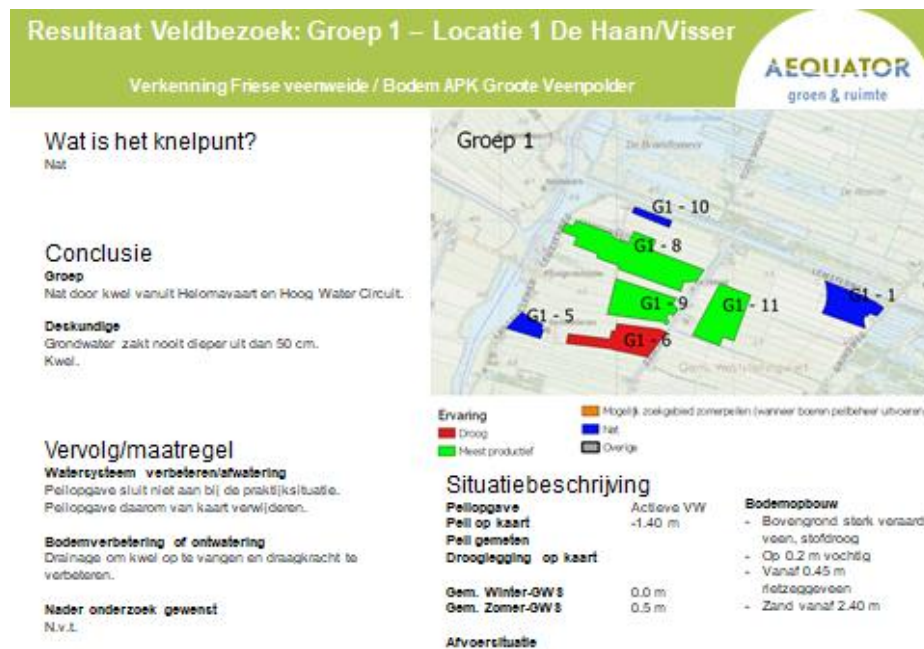 Resultaat Veldbezoek: Groep 1 – Locatie 1 De Haan/Visser
Verkenning Friese veenweide / Bodem APK Groote Veenpolder
AEQUATOR
groen & ruimte
Wat is het knelpunt?
Nat
Conclusie
Groep
Nat door kwel vanuit Helomavaart en Hoog Water Circuit.
Deskundige
Grondwater zakt nooit dieper uit dan 50 cm.
Kwel.
Vervolg/maatregel
Watersysteem verbeteren/afwatering
Peilopgave sluit niet aan bij de praktijksituatie.
Peilopgave daarom van kaart verwijderen.
Bodemverbetering of ontwatering
Drainage om kwel op te vangen en draagkracht te
verbeteren.
Nader onderzoek gewenst
N.v.t.
Groep 1
G1 - 10
G1 - 8
G1 - 9
G1 - 11
G1 - 1
G1 - 5
G1 - 6
Ervaring
Droog
Meest productief
Mogelijk zoekgebied zomerpeilen (wanneer boeren peilbeheer uitvoeren)
Nat
Overige
Situatiebeschrijving
Peilopgave Actieve VW
Peil op kaart -1.40 m
Peil gemeten
Drooglegging op kaart
Gem. Winter-GWS 0.0 m
Gem. Zomer-GWS 0.5 m
Afvoersituatie
Bodemopbouw
- Bovengrond sterk veraard
veen, stofdroog
- Op 0.2 m vochtig
- Vanaf 0.45 m
rietzeggeveen
- Zand vanaf 2.40 m